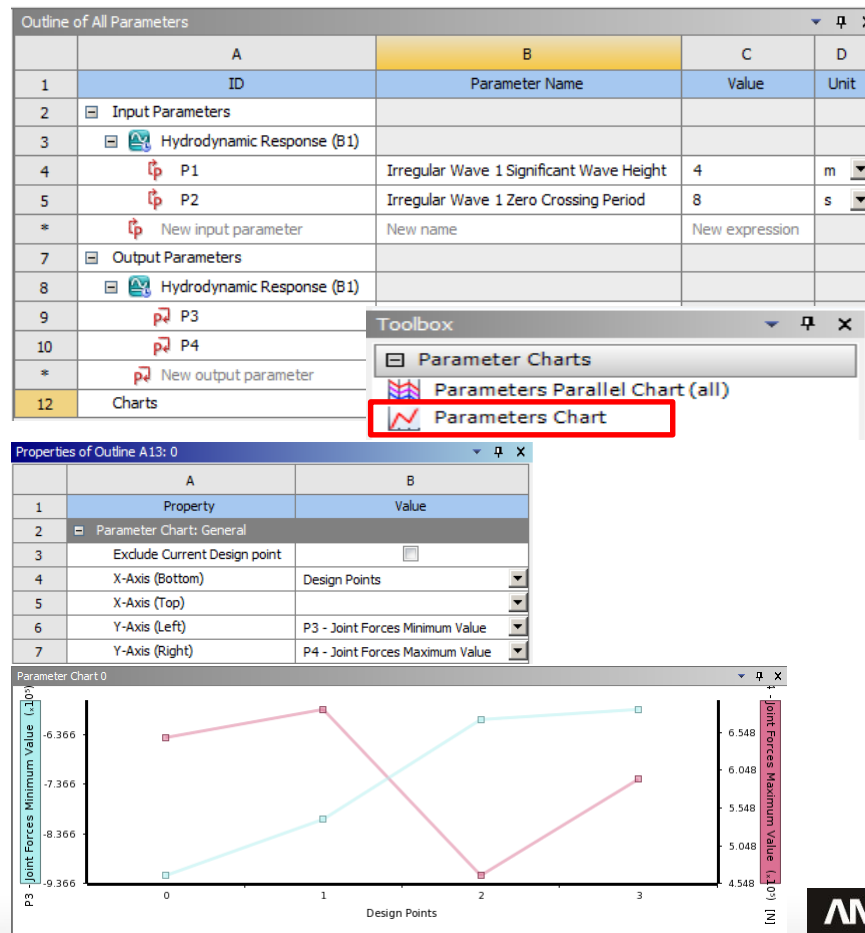 Outline of All Parameters
A B C D
1 ID Parameter Name Value Unit
2 Input Parameters
3 Hydrodynamic Response (B1)
4 P1 Irregular Wave 1 Significant Wave Height 4 m
5 P2 Irregular Wave 1 Zero Crossing Period 8 s
* New input parameter New name New expression
7 Output Parameters
8 Hydrodynamic Response (B1)
9 P3
10 P4
* New output parameter
12 Charts
Toolbox
Parameter Charts
Parameters Parallel Chart (all)
Parameters Chart
Properties of Outline A13: 0
A B
1 Property Value
2 Parameter Chart: General
3 Exclude Current Design point
4 X-Axis (Bottom) Design Points
5 X-Axis (Top)
6 Y-Axis (Left) P3 - Joint Forces Minimum Value
7 Y-Axis (Right) P4 - Joint Forces Maximum Value
Parameter Chart 0
P3 - Joint Forces Minimum Value (ₓ10⁵)
-6.366
-7.366
-8.366
-9.366
0 1 2 3
Design Points
6.548
6.048
5.548
5.048
4.548
- Joint Forces Maximum Value (ₓ10⁵) [N]
AN